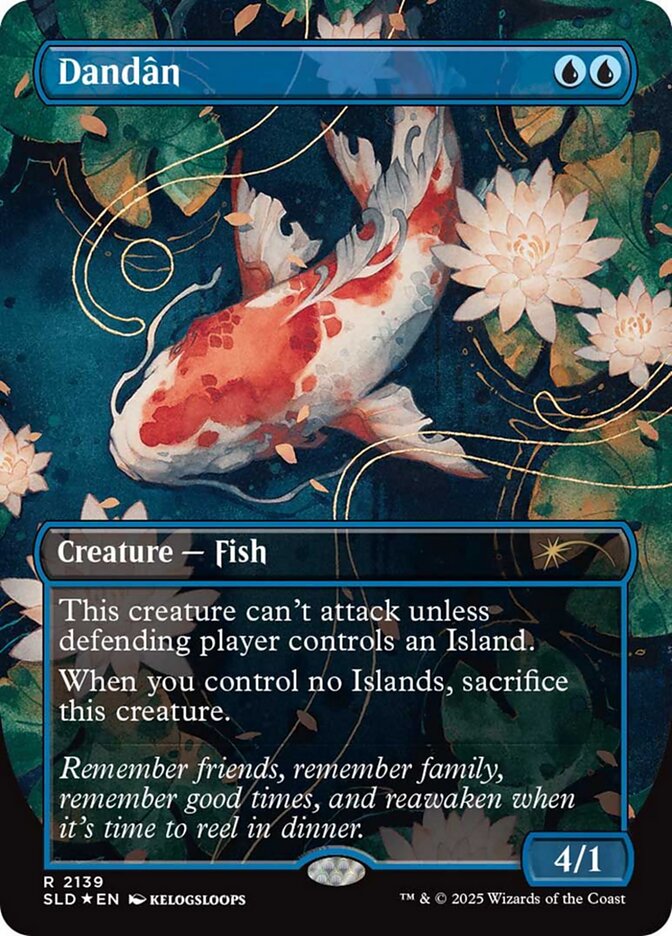 Dandân
Creature — Fish
This creature can't attack unless
defending player controls an Island.
When you control no Islands, sacrifice
this creature.
Remember friends, remember family,
remember good times, and reawaken when
it's time to reel in dinner.
4/1
R 2139
SLD ★ EN KELOGSLOOPS
™ & © 2025 Wizards of the Coast